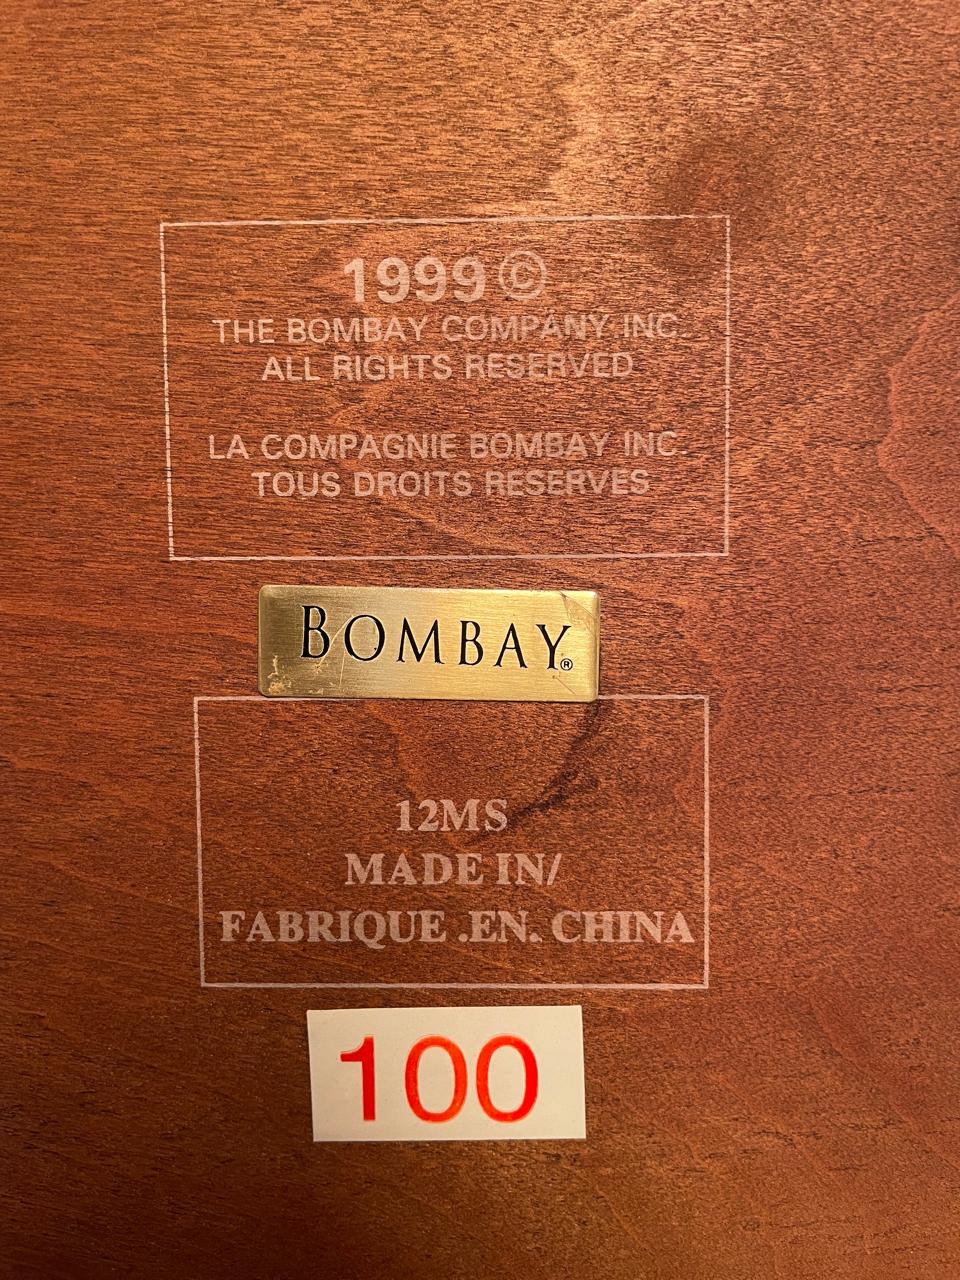 1999 ©
THE BOMBAY COMPANY INC.
ALL RIGHTS RESERVED
LA COMPAGNIE BOMBAY INC.
TOUS DROITS RESERVES
BOMBAY®
12MS
MADE IN/
FABRIQUE .EN. CHINA
100